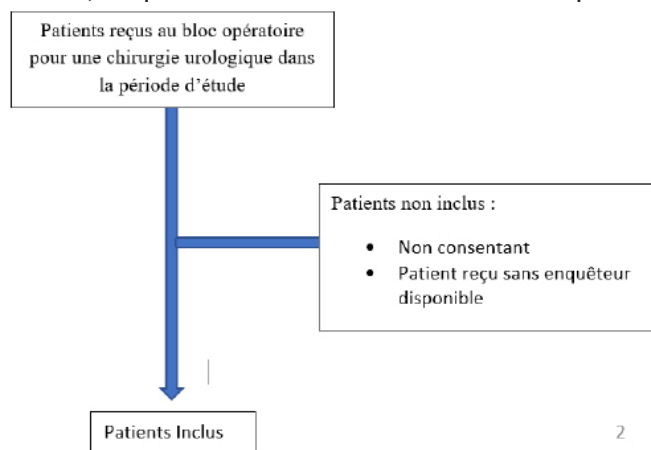 Patients reçus au bloc opératoire
pour une chirurgie urologique dans
la période d'étude
Patients non inclus :
• Non consentant
• Patient reçu sans enquêteur
disponible
Patients Inclus
2